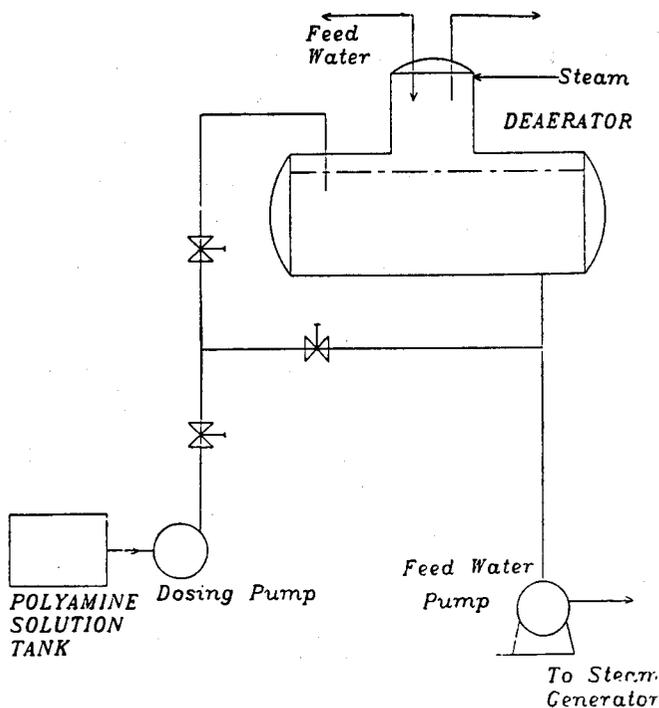 Feed
Water
Steam
DEAERATOR
Feed Water
Pump
Dosing Pump
POLYAMINE
SOLUTION
TANK
To Steam
Generator